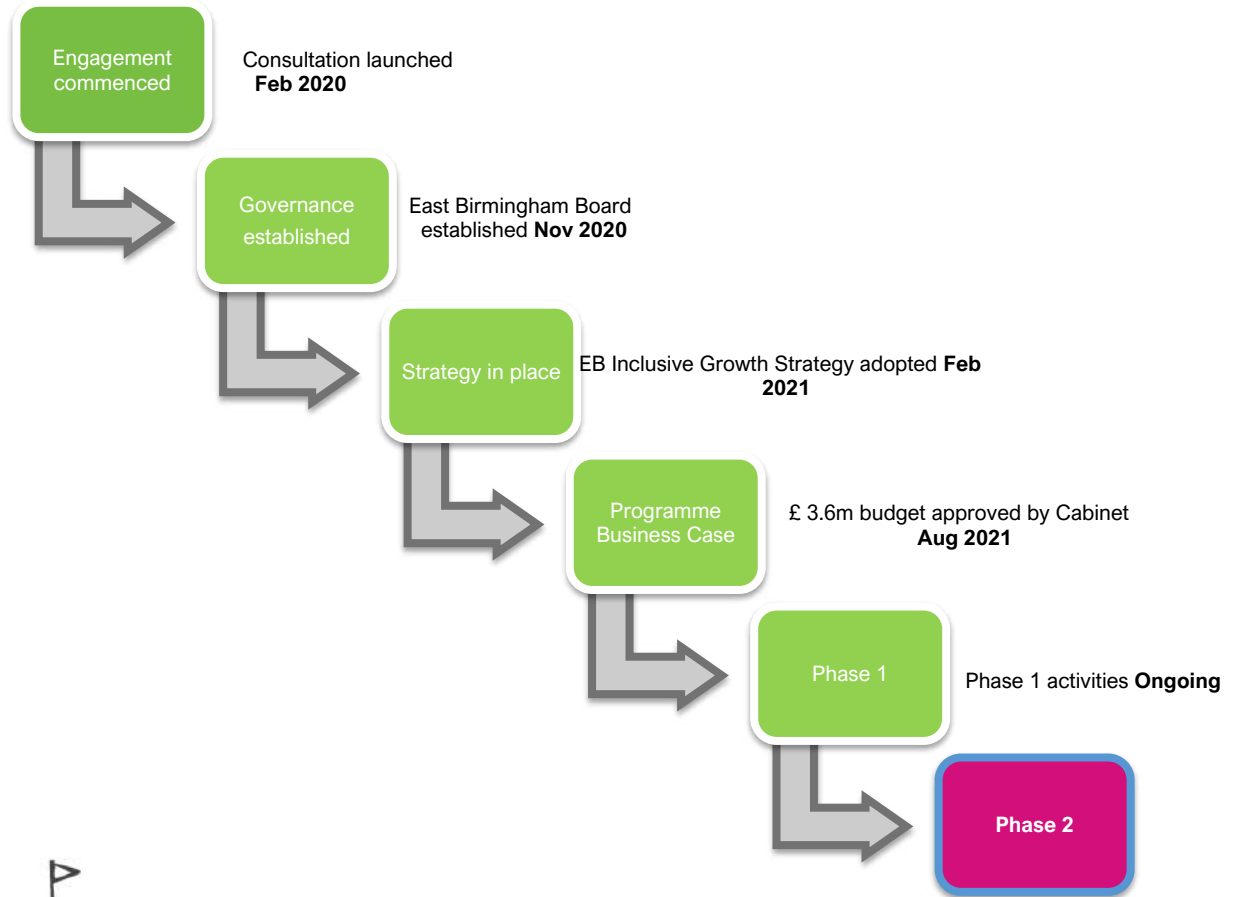 Engagement
commenced
Consultation launched
Feb 2020
Governance
established
East Birmingham Board
established Nov 2020
Strategy in place
EB Inclusive Growth Strategy adopted Feb
2021
Programme
Business Case
£ 3.6m budget approved by Cabinet
Aug 2021
Phase 1
Phase 1 activities Ongoing
Phase 2